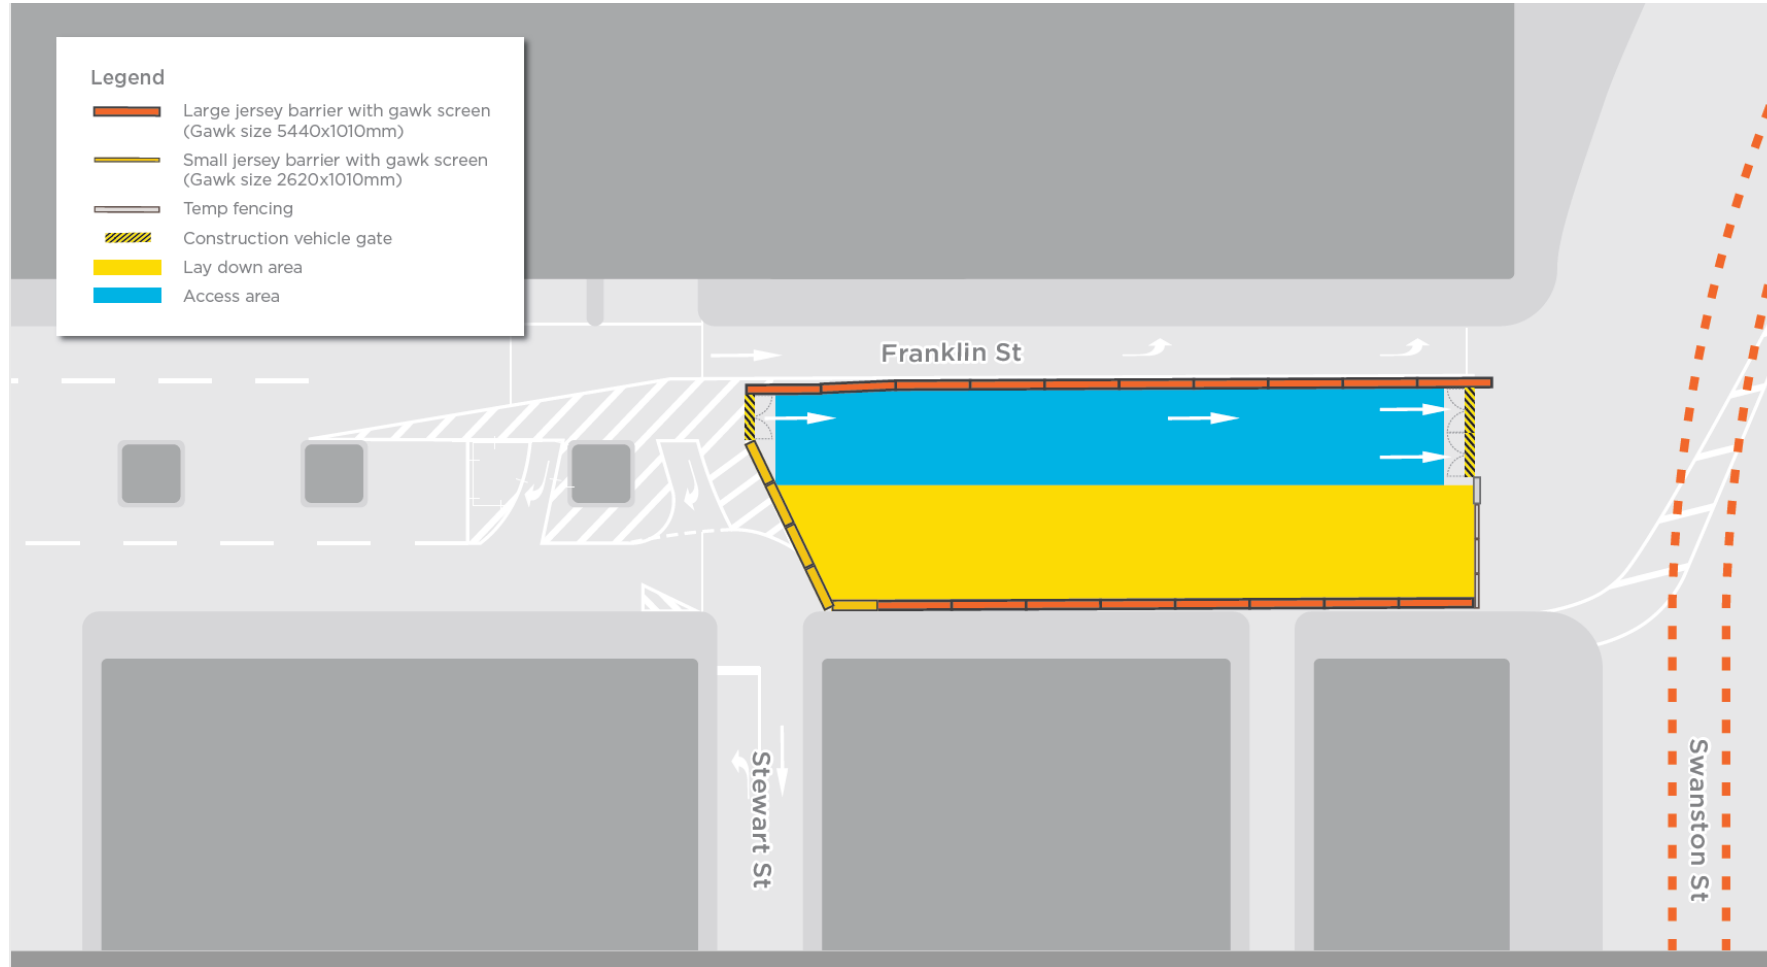 Legend
Large jersey barrier with gawk screen
(Gawk size 5440x1010mm)
Small jersey barrier with gawk screen
(Gawk size 2620x1010mm)
Temp fencing
Construction vehicle gate
Lay down area
Access area
Franklin St
Stewart St
Swanston St